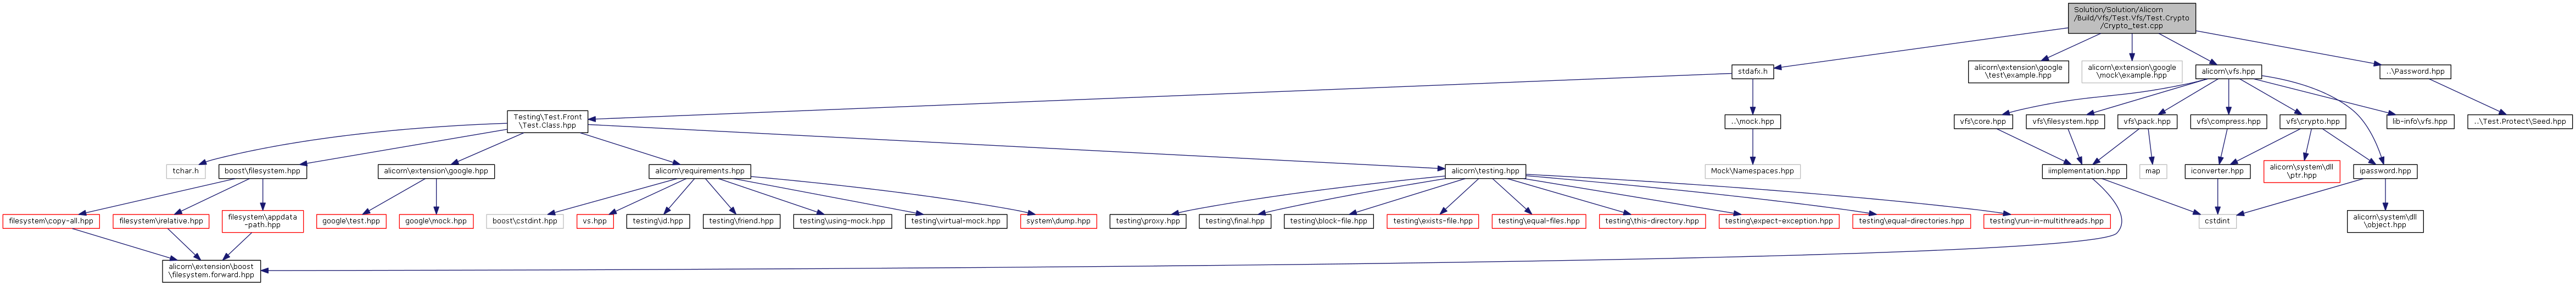 Solution/Solution/Alicorn
/Build/Vfs/Test.Vfs/Test.Crypto
/Crypto_test.cpp
stdafx.h
alicorn\extension\google
\test\example.hpp
alicorn\extension\google
\mock\example.hpp
alicorn\vfs.hpp
..\Password.hpp
Testing\Test.Front
\Test.Class.hpp
..\mock.hpp
vfs\core.hpp
vfs\filesystem.hpp
vfs\pack.hpp
vfs\compress.hpp
vfs\crypto.hpp
lib-info\vfs.hpp
..\Test.Protect\Seed.hpp
tchar.h
boost\filesystem.hpp
alicorn\extension\google.hpp
alicorn\requirements.hpp
alicorn\testing.hpp
Mock\Namespaces.hpp
iimplementation.hpp
map
iconverter.hpp
alicorn\system\dll
\ptr.hpp
ipassword.hpp
filesystem\copy-all.hpp
filesystem\irelative.hpp
filesystem\appdata
-path.hpp
google\test.hpp
google\mock.hpp
boost\cstdint.hpp
vs.hpp
testing\id.hpp
testing\friend.hpp
testing\using-mock.hpp
testing\virtual-mock.hpp
system\dump.hpp
testing\proxy.hpp
testing\final.hpp
testing\block-file.hpp
testing\exists-file.hpp
testing\equal-files.hpp
testing\this-directory.hpp
testing\expect-exception.hpp
testing\equal-directories.hpp
testing\run-in-multithreads.hpp
cstdint
alicorn\system\dll
\object.hpp
alicorn\extension\boost
\filesystem.forward.hpp